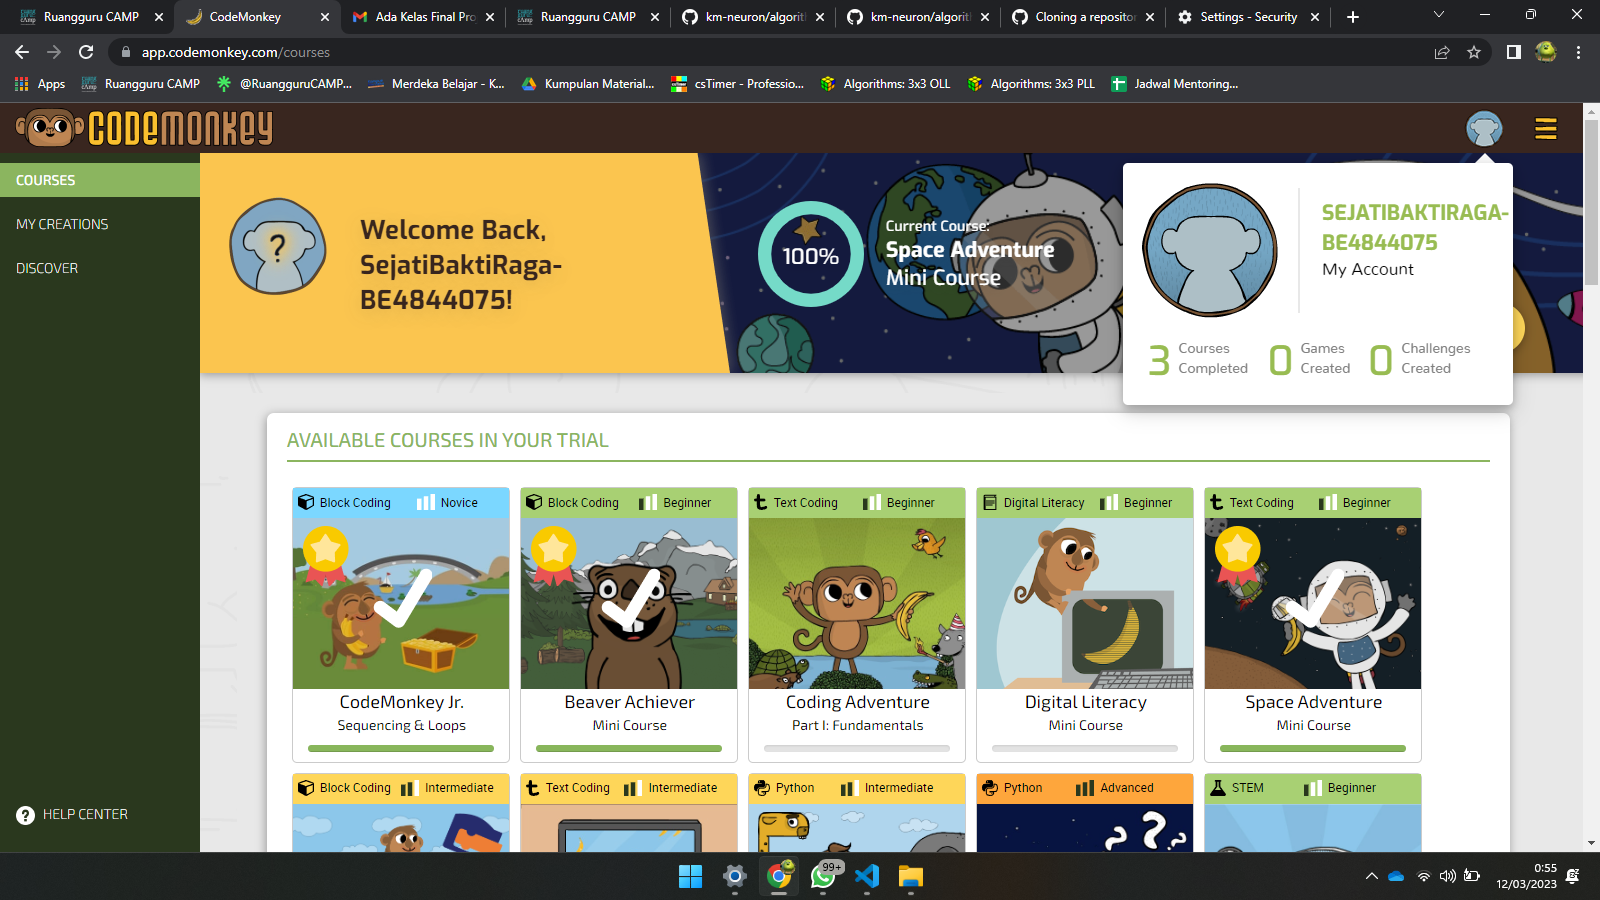 Ruangguru CAMP
CodeMonkey
Ada Kelas Final Pro
Ruangguru CAMP
km-neuron/algorit
km-neuron/algorit
Cloning a repositor
Settings - Security
app.codemonkey.com/courses
Apps
Ruangguru CAMP
@RuangguruCAMP...
Merdeka Belajar - K...
Kumpulan Material...
csTimer - Professio...
Algorithms: 3x3 OLL
Algorithms: 3x3 PLL
Jadwal Mentoring...
CODEMONKEY
COURSES
MY CREATIONS
DISCOVER
HELP CENTER
?
Welcome Back,
SejatiBaktiRaga-
BE4844075!
100%
Current Course:
Space Adventure
Mini Course
SEJATIBAKTIRAGA-
BE4844075
My Account
3 Courses Completed
0 Games Created
0 Challenges Created
AVAILABLE COURSES IN YOUR TRIAL
Block Coding Novice
CodeMonkey Jr.
Sequencing & Loops
Block Coding Beginner
Beaver Achiever
Mini Course
Text Coding Beginner
Coding Adventure
Part I: Fundamentals
Digital Literacy Beginner
Digital Literacy
Mini Course
Text Coding Beginner
Space Adventure
Mini Course
Block Coding Intermediate
Text Coding Intermediate
Python Intermediate
Python Advanced
? ? ?
STEM Beginner
99+
0:55
12/03/2023